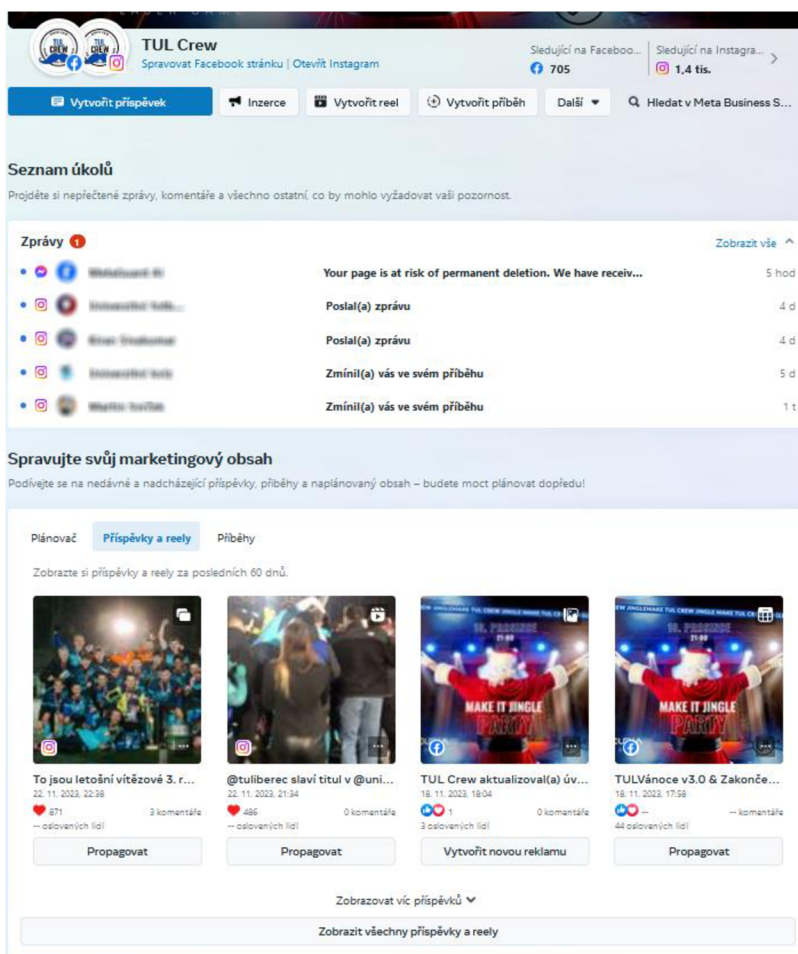 TUL Crew
Spravovat Facebook stránku | Otevřít Instagram
Sledující na Faceboo...
705
Sledující na Instagra...
1,4 tis.
Vytvořit příspěvek
Inzerce
Vytvořit reel
Vytvořit příběh
Další
Hledat v Meta Business S...
Seznam úkolů
Projděte si nepřečtené zprávy, komentáře a všechno ostatní, co by mohlo vyžadovat vaši pozornost.
Zprávy 1
Zobrazit vše
Your page is at risk of permanent deletion. We have receiv...
5 hod
Poslal(a) zprávu
4 d
Poslal(a) zprávu
4 d
Zmínil(a) vás ve svém příběhu
5 d
Zmínil(a) vás ve svém příběhu
1 t
Spravujte svůj marketingový obsah
Podívejte se na nedávné a nadcházející příspěvky, příběhy a naplánovaný obsah – budete moct plánovat dopředu!
Plánovač
Příspěvky a reely
Příběhy
Zobrazte si příspěvky a reely za posledních 60 dnů.
MAKE IT JINGLE
PARTY
MAKE IT JINGLE
PARTY
To jsou letošní vítězové 3. r...
22. 11. 2023, 22:38
871
3 komentáře
-- oslovených lidí
Propagovat
@tuliberec slaví titul v @uni...
22. 11. 2023, 21:34
486
0 komentáře
-- oslovených lidí
Propagovat
TUL Crew aktualizoval(a) úv...
18. 11. 2023, 18:04
1
0 komentáře
3 oslovených lidí
Vytvořit novou reklamu
TULVánoce v3.0 & Zakonče...
18. 11. 2023, 17:58
--
-- komentáře
44 oslovených lidí
Propagovat
Zobrazovat víc příspěvků
Zobrazit všechny příspěvky a reely